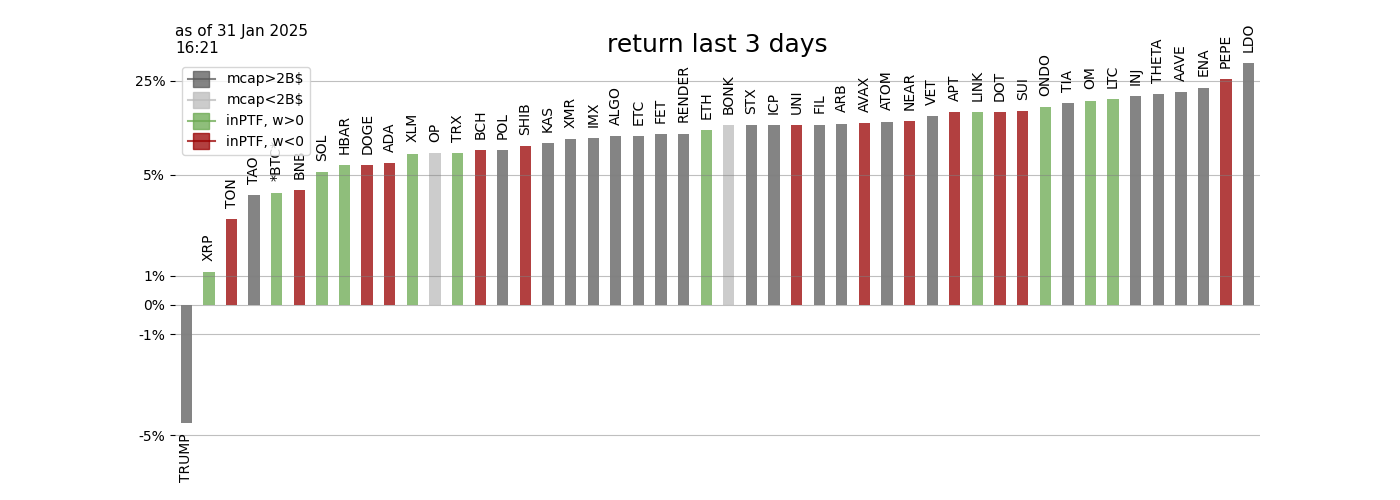 as of 31 Jan 2025
16:21
return last 3 days
mcap>2B$
mcap<2B$
inPTF, w>0
inPTF, w<0
25%
5%
1%
0%
-1%
-5%
TRUMP
XRP
TON
TAO
*BTC
BNB
SOL
HBAR
DOGE
ADA
XLM
OP
TRX
BCH
POL
SHIB
KAS
XMR
IMX
ALGO
ETC
FET
RENDER
ETH
BONK
STX
ICP
UNI
FIL
ARB
AVAX
ATOM
NEAR
VET
APT
LINK
DOT
SUI
ONDO
TIA
OM
LTC
INJ
THETA
AAVE
ENA
PEPE
LDO